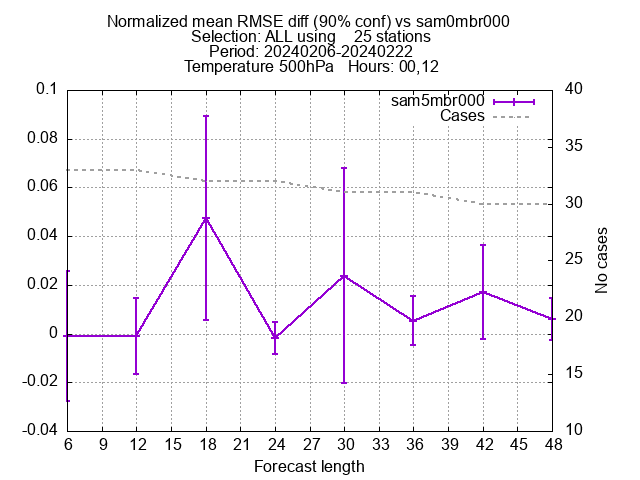 Normalized mean RMSE diff (90% conf) vs sam0mbr000
Selection: ALL using    25 stations
Period: 20240206-20240222
Temperature 500hPa   Hours: 00,12
sam5mbr000
Cases
0.1
0.08
0.06
0.04
0.02
0
-0.02
-0.04
40
35
30
25
20
15
10
No cases
6 9 12 15 18 21 24 27 30 33 36 39 42 45 48
Forecast length